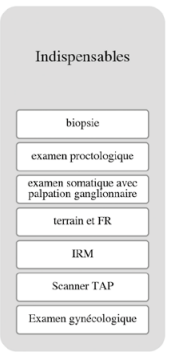 Indispensables
biopsie
examen proctologique
examen somatique avec
palpation ganglionnaire
terrain et FR
IRM
Scanner TAP
Examen gynécologique